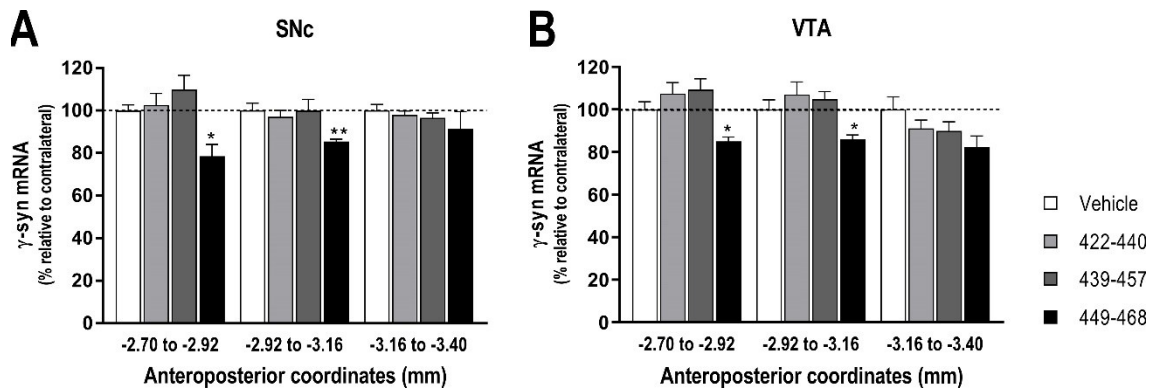 A
SNc
γ-syn mRNA
(% relative to contralateral)
120
100
80
60
40
20
0
*
**
-2.70 to -2.92 -2.92 to -3.16 -3.16 to -3.40
Anteroposterior coordinates (mm)
B
VTA
γ-syn mRNA
(% relative to contralateral)
120
100
80
60
40
20
0
*
*
-2.70 to -2.92 -2.92 to -3.16 -3.16 to -3.40
Anteroposterior coordinates (mm)
Vehicle
422-440
439-457
449-468